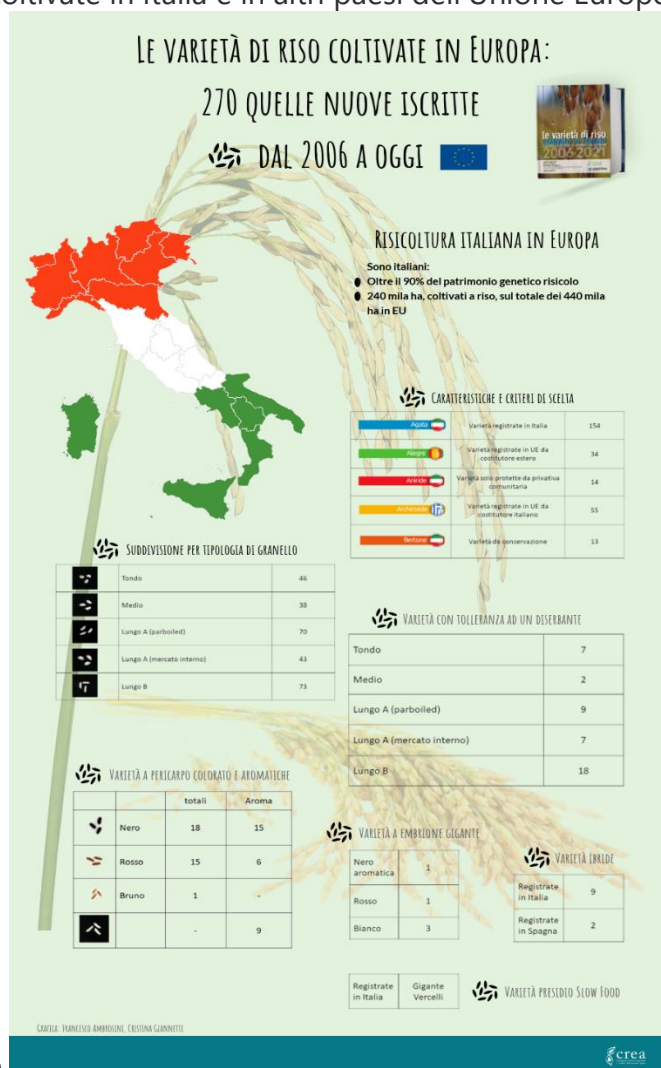 coltivate in Italia e in altri paesi dell'Unione Europe
LE VARIETÀ DI RISO COLTIVATE IN EUROPA:
270 QUELLE NUOVE ISCRITTE
DAL 2006 A OGGI
le varietà di riso
2006-2021
RISICOLTURA ITALIANA IN EUROPA
Sono italiani:
Oltre il 90% del patrimonio genetico risicolo
240 mila ha, coltivati a riso, sul totale dei 440 mila
ha in EU
CARATTERISTICHE E CRITERI DI SCELTA
Agata Varietà registrate in Italia 154
Alegre Varietà registrate in UE da
costitutore estero 34
Aninde Varietà solo protette da privativa
comunitaria 14
Archimede Varietà registrate in UE da
costitutore italiano 55
Bertone Varietà da conservazione 13
SUDDIVISIONE PER TIPOLOGIA DI GRANELLO
Tondo 46
Medio 38
Lungo A (parboiled) 70
Lungo A (mercato interno) 43
Lungo B 73
VARIETÀ CON TOLLERANZA AD UN DISERBANTE
Tondo 7
Medio 2
Lungo A (parboiled) 9
Lungo A (mercato interno) 7
Lungo B 18
VARIETÀ A PERICARPO COLORATO E AROMATICHE
totali Aroma
Nero 18 15
Rosso 15 6
Bruno 1 -
- 9
VARIETÀ A EMBRIONE GIGANTE
Nero
aromatica 1
Rosso 1
Bianco 3
VARIETÀ IBRIDE
Registrate
in Italia 9
Registrate
in Spagna 2
Registrate
in Italia
Gigante
Vercelli
VARIETÀ PRESIDIO SLOW FOOD
GRAFICA: FRANCESCO AMBROSINI, CRISTINA GIANNETTI
crea